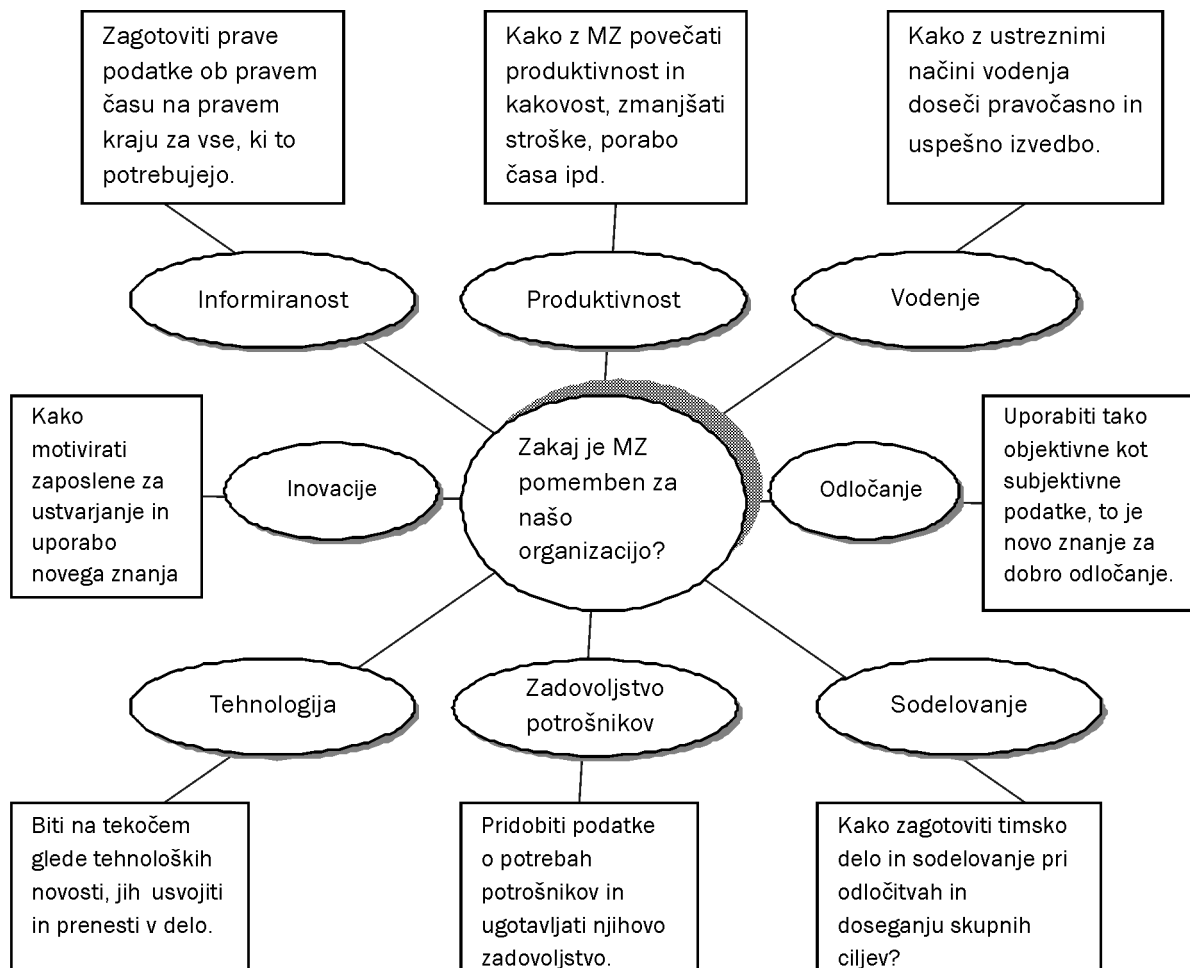 Zagotoviti prave
podatke ob pravem
času na pravem
kraju za vse, ki to
potrebujejo.
Kako z MZ povečati
produktivnost in
kakovost, zmanjšati
stroške, porabo
časa ipd.
Kako z ustreznimi
načini vodenja
doseči pravočasno in
uspešno izvedbo.
Informiranost
Produktivnost
Vodenje
Kako
motivirati
zaposlene za
ustvarjanje in
uporabo
novega znanja
Inovacije
Zakaj je MZ
pomemben za
našo
organizacijo?
Odločanje
Uporabiti tako
objektivne kot
subjektivne
podatke, to je
novo znanje za
dobro odločanje.
Tehnologija
Zadovoljstvo
potrošnikov
Sodelovanje
Biti na tekočem
glede tehnoloških
novosti, jih usvojiti
in prenesti v delo.
Pridobiti podatke
o potrebah
potrošnikov in
ugotavljati njihovo
zadovoljstvo.
Kako zagotoviti timsko
delo in sodelovanje pri
odločitvah in
doseganju skupnih
ciljev?